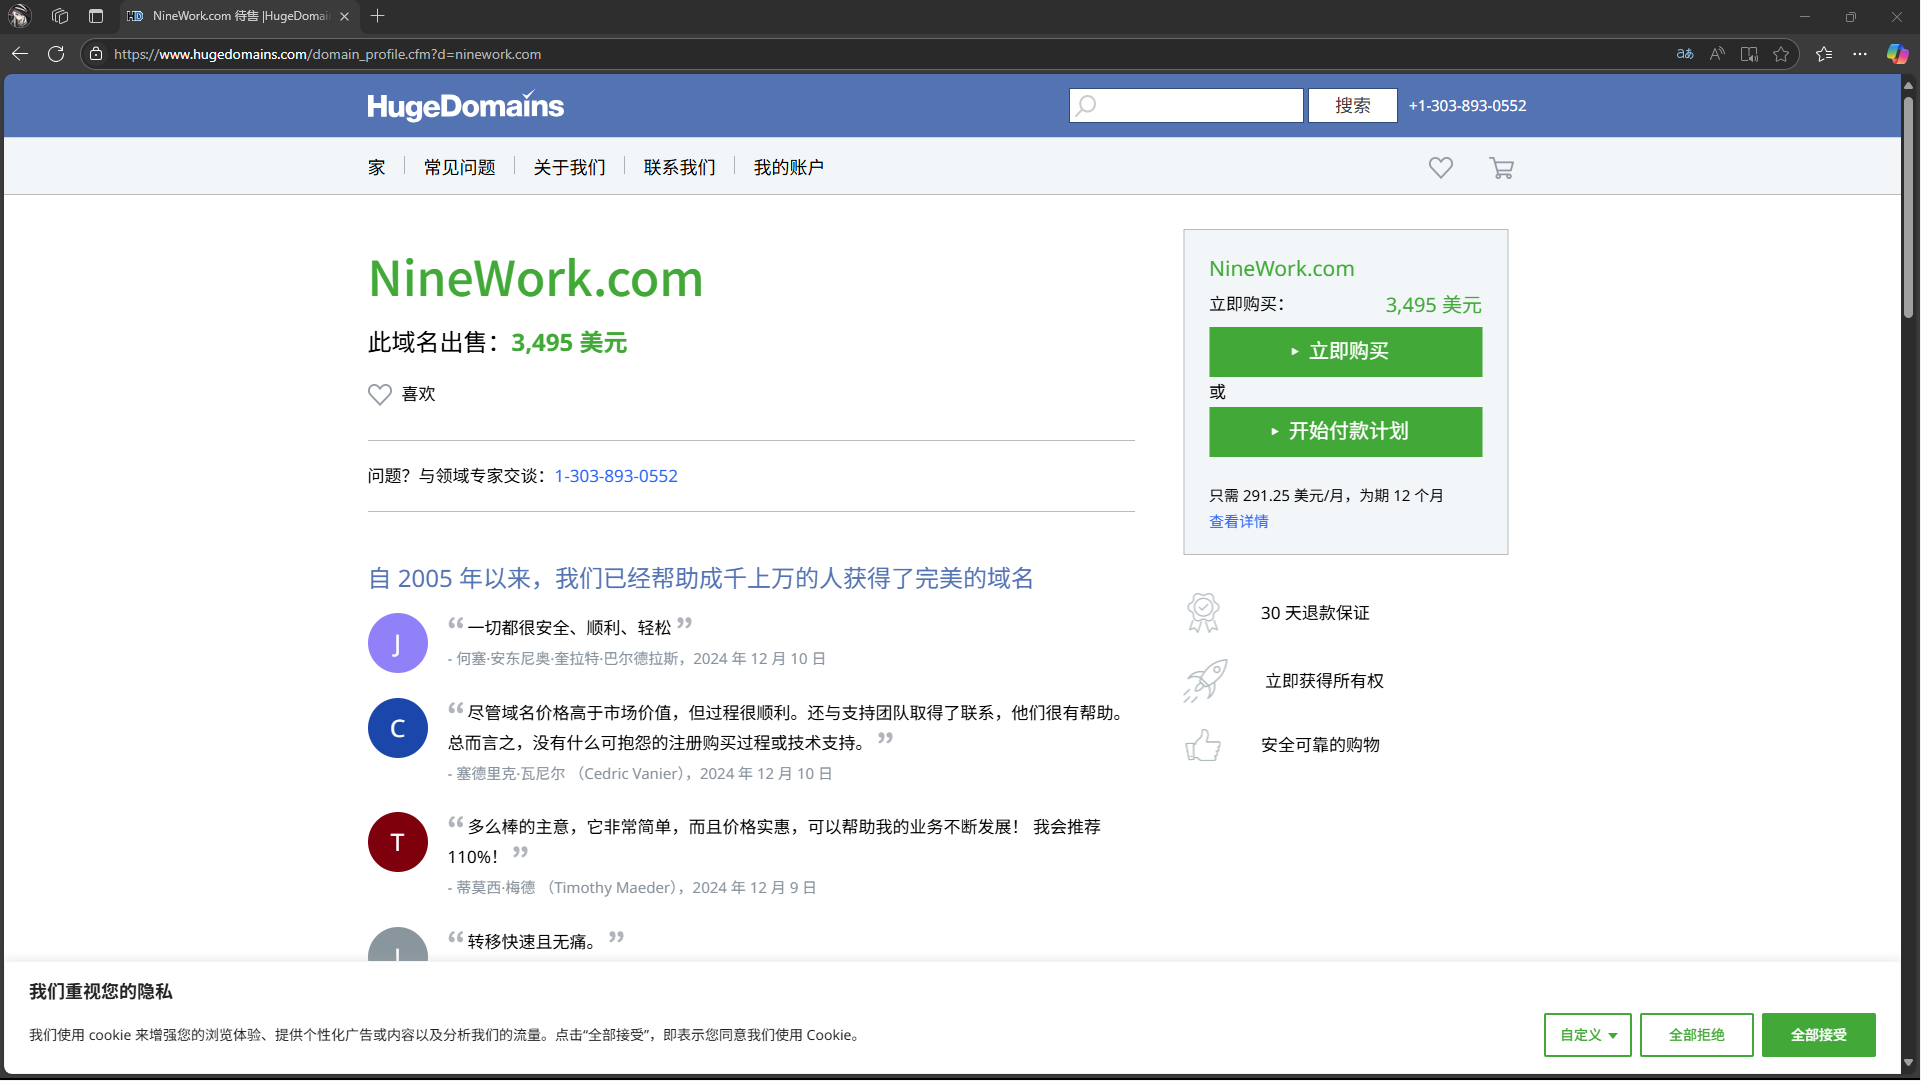 NineWork.com 待售 |HugeDomai
https://www.hugedomains.com/domain_profile.cfm?d=ninework.com
HugeDomains
搜索
+1-303-893-0552
家
常见问题
关于我们
联系我们
我的账户
NineWork.com
此域名出售：3,495 美元
喜欢
问题？与领域专家交谈：1-303-893-0552
NineWork.com
立即购买：
3,495 美元
立即购买
或
开始付款计划
只需 291.25 美元/月，为期 12 个月
查看详情
自 2005 年以来，我们已经帮助成千上万的人获得了完美的域名
J
“一切都很安全、顺利、轻松”
- 何塞·安东尼奥·奎拉特·巴尔德拉斯，2024 年 12 月 10 日
C
“尽管域名价格高于市场价值，但过程很顺利。还与支持团队取得了联系，他们很有帮助。
总而言之，没有什么可抱怨的注册购买过程或技术支持。”
- 塞德里克·瓦尼尔 （Cedric Vanier），2024 年 12 月 10 日
T
“多么棒的主意，它非常简单，而且价格实惠，可以帮助我的业务不断发展！ 我会推荐
110%！”
- 蒂莫西·梅德 （Timothy Maeder），2024 年 12 月 9 日
“转移快速且无痛。”
30 天退款保证
立即获得所有权
安全可靠的购物
我们重视您的隐私
我们使用 cookie 来增强您的浏览体验、提供个性化广告或内容以及分析我们的流量。点击“全部接受”，即表示您同意我们使用 Cookie。
自定义
全部拒绝
全部接受